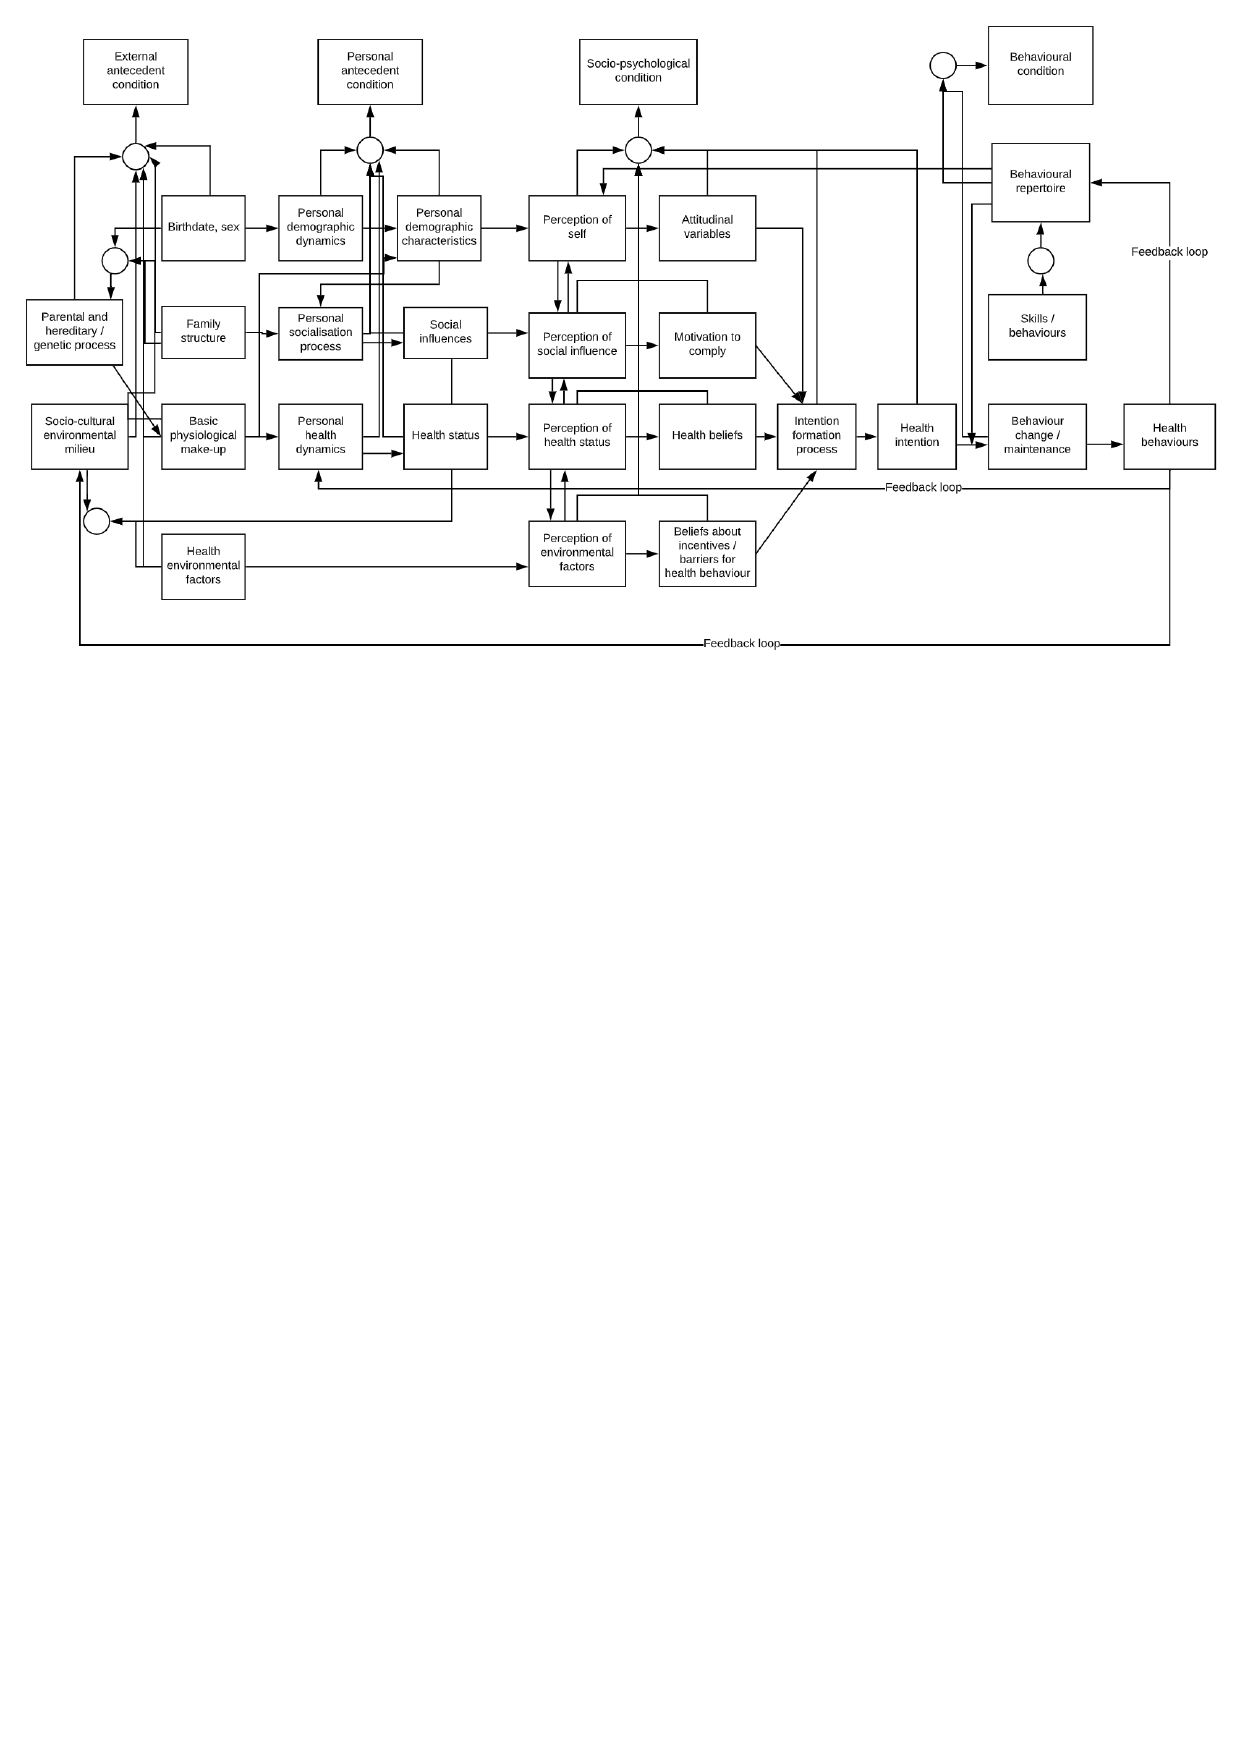 External
antecedent
condition
Personal
antecedent
condition
Socio-psychological
condition
Behavioural
condition
Behavioural
repertoire
Birthdate, sex
Personal
demographic
dynamics
Personal
demographic
characteristics
Perception of
self
Attitudinal
variables
Feedback loop
Parental and
hereditary /
genetic process
Family
structure
Personal
socialisation
process
Social
influences
Perception of
social influence
Motivation to
comply
Skills /
behaviours
Socio-cultural
environmental
milieu
Basic
physiological
make-up
Personal
health
dynamics
Health status
Perception of
health status
Health beliefs
Intention
formation
process
Health
intention
Behaviour
change /
maintenance
Health
behaviours
Feedback loop
Health
environmental
factors
Perception of
environmental
factors
Beliefs about
incentives /
barriers for
health behaviour
Feedback loop